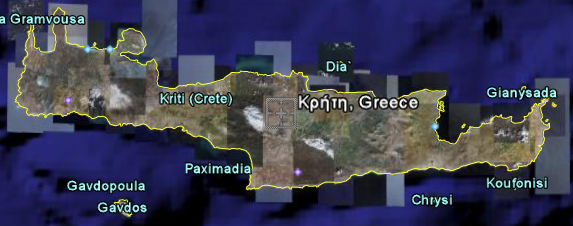 a Gramvousa
Dia
Kriti (Crete)
Κρήτη, Greece
Gianysada
Paximadia
Koufonisi
Gavdopoula
Chrysi
Gavdos